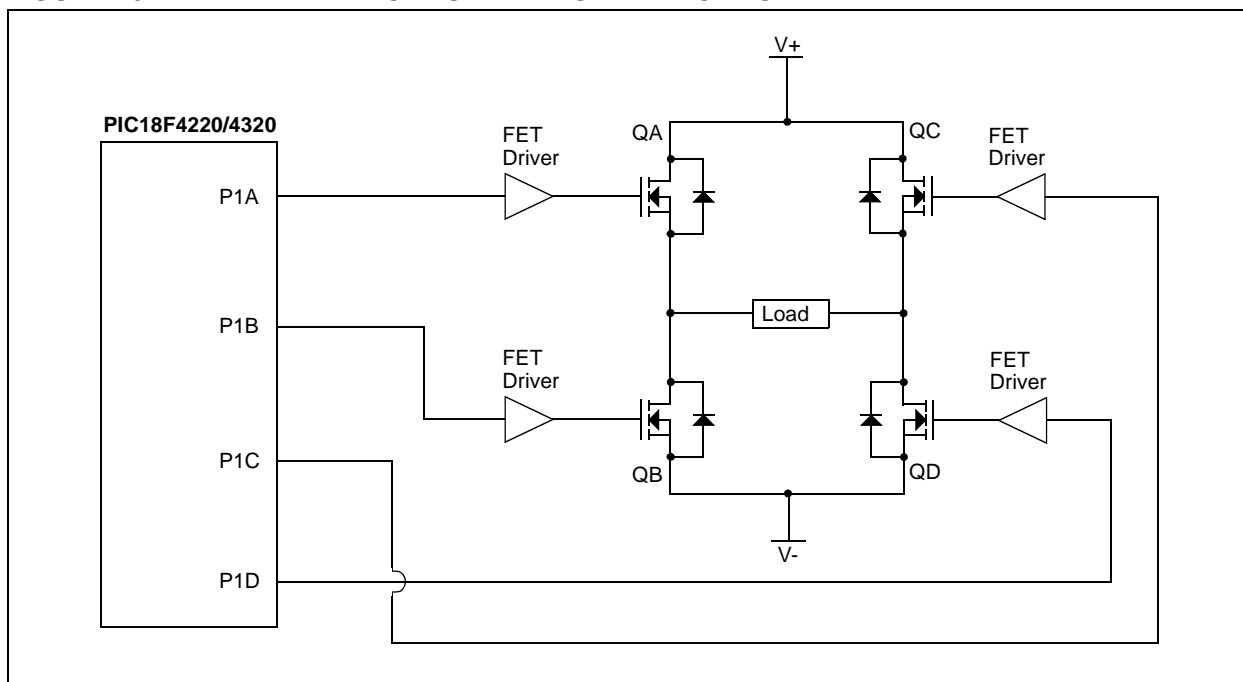 V+
PIC18F4220/4320
FET
Driver
QA
QC
FET
Driver
P1A
Load
P1B
FET
Driver
FET
Driver
P1C
QB
QD
V-
P1D